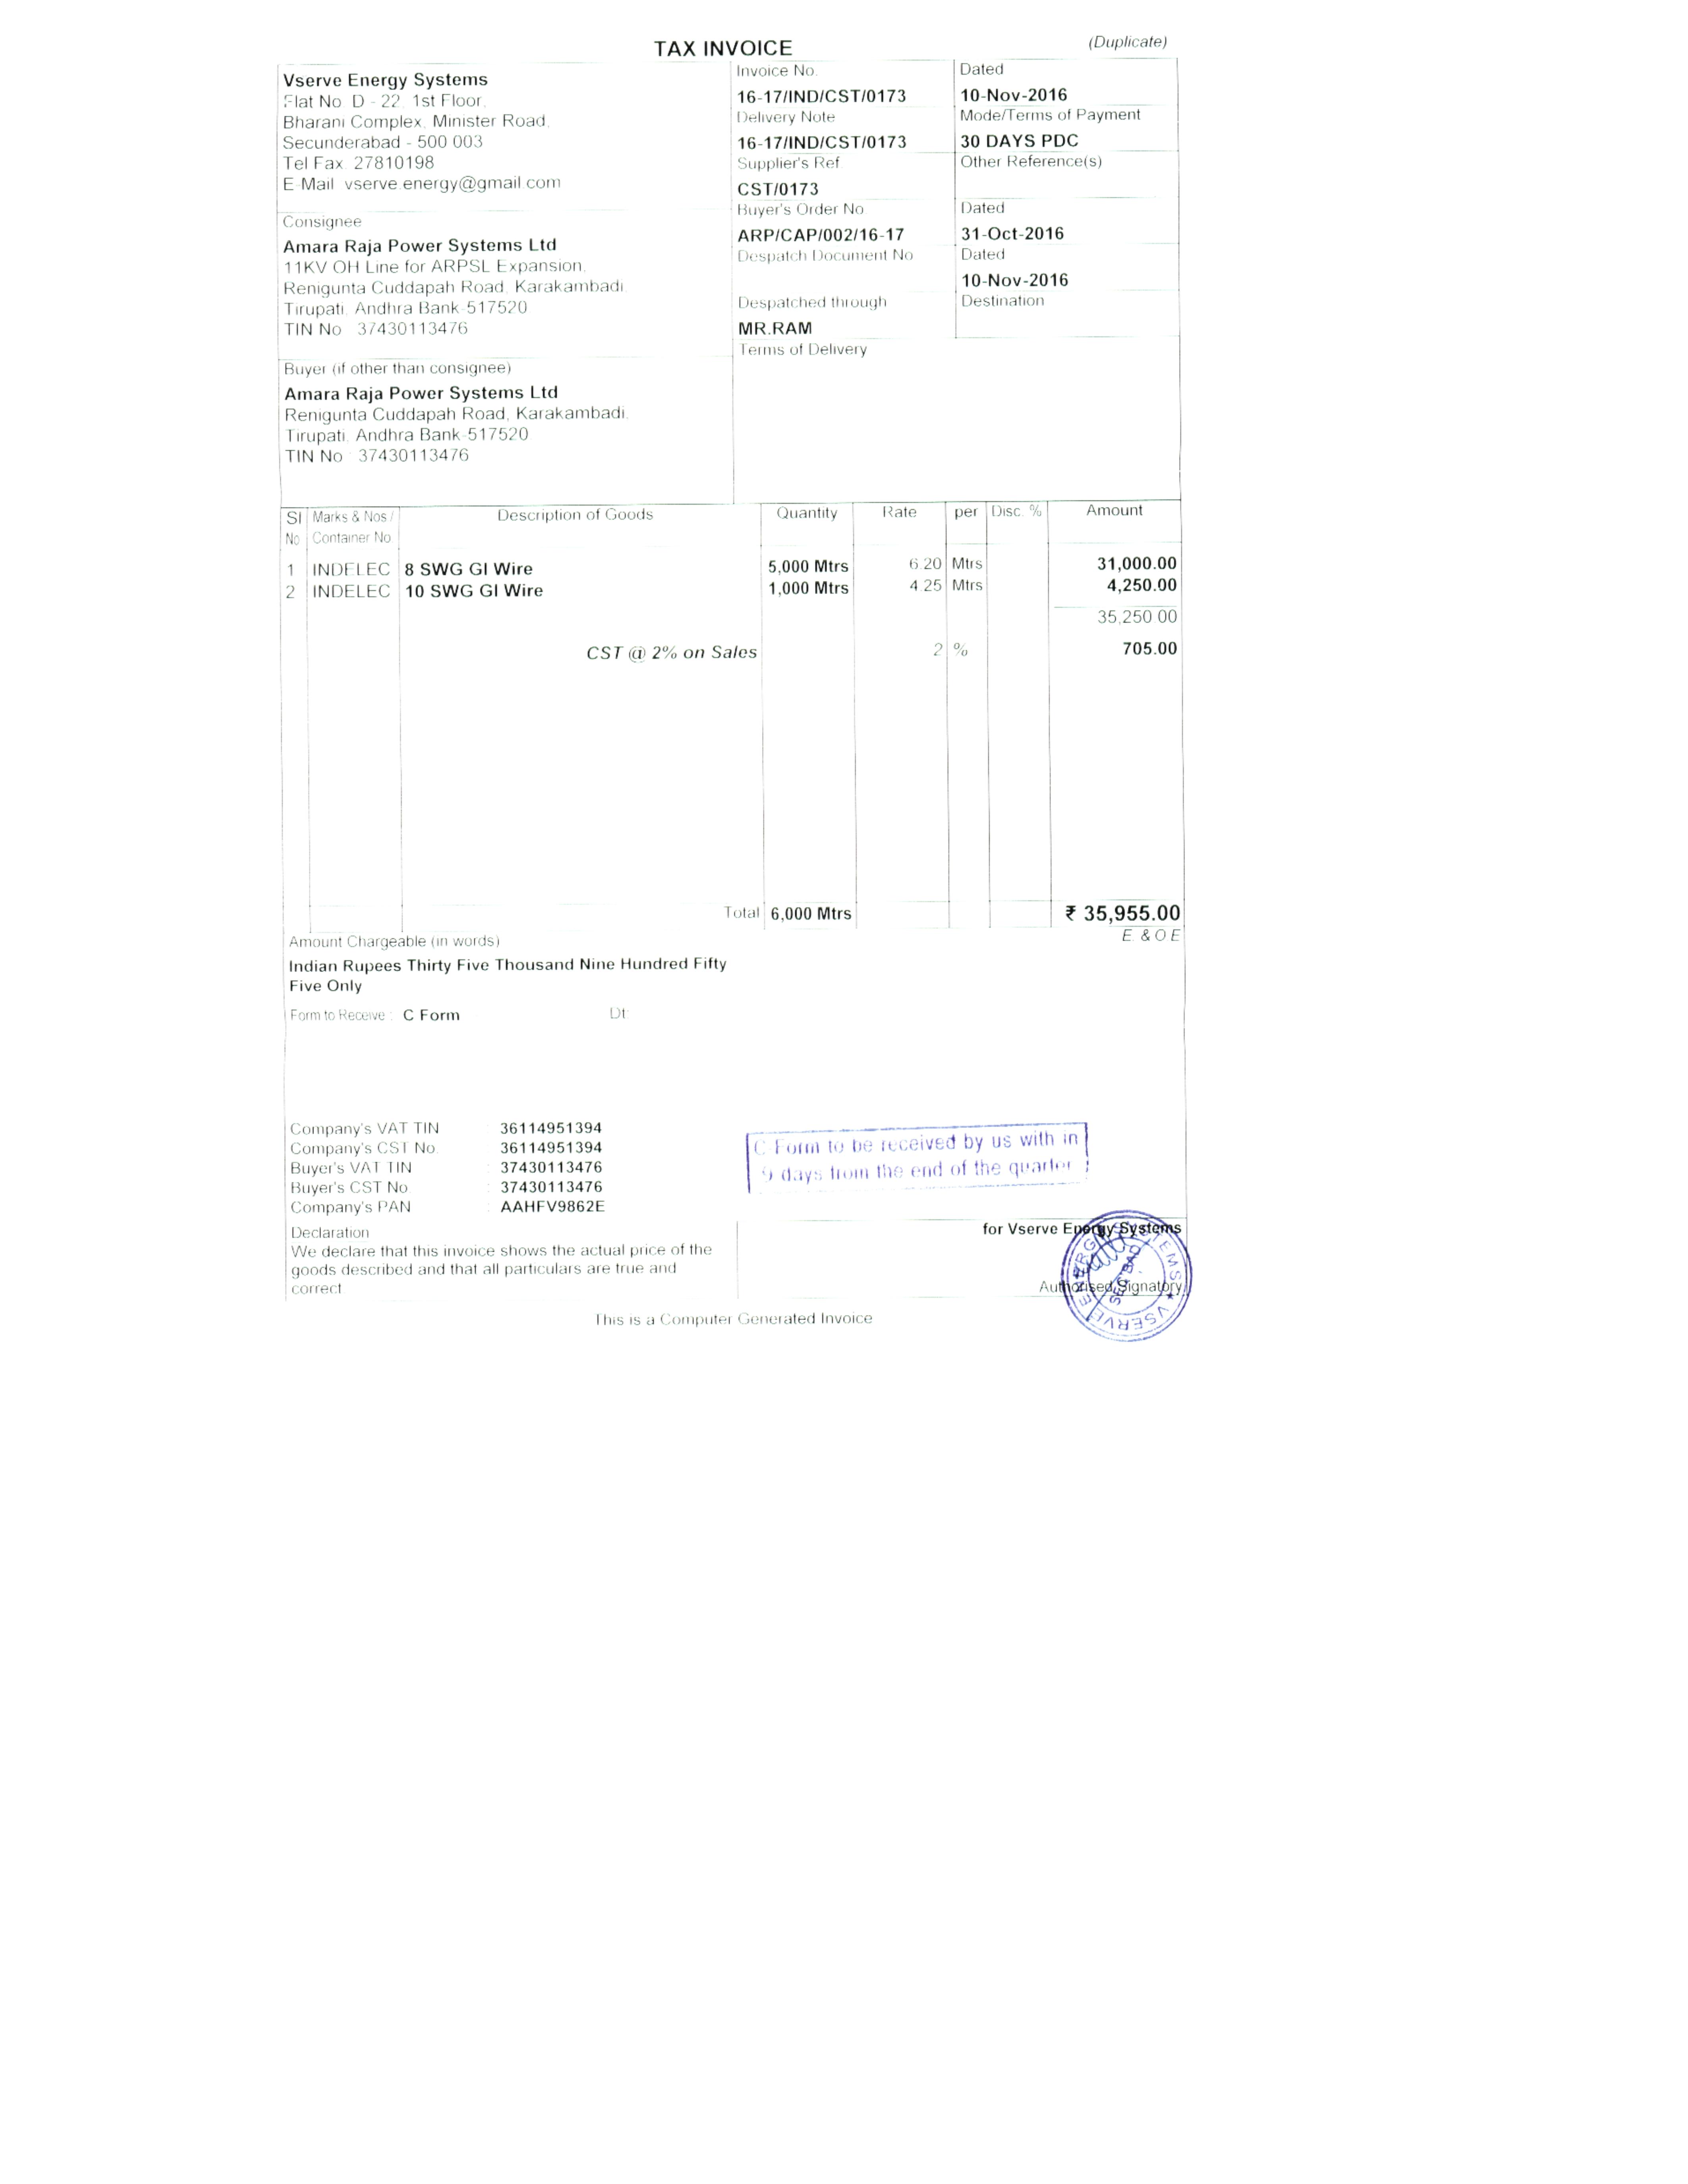 TAX INVOICE
(Duplicate)
Vserve Energy Systems
Flat No D - 22, 1st Floor,
Bharani Complex, Minister Road,
Secunderabad - 500 003
Tel Fax 27810198
E-Mail vserve.energy@gmail.com
Invoice No.
16-17/IND/CST/0173
Dated
10-Nov-2016
Delivery Note
16-17/IND/CST/0173
Mode/Terms of Payment
30 DAYS PDC
Supplier's Ref
CST/0173
Other Reference(s)
Consignee
Amara Raja Power Systems Ltd
11KV OH Line for ARPSL Expansion,
Renigunta Cuddapah Road, Karakambadi
Tirupati, Andhra Bank-517520
TIN No 37430113476
Buyer's Order No
ARP/CAP/002/16-17
Dated
31-Oct-2016
Despatch Document No
Dated
10-Nov-2016
Despatched through
MR.RAM
Destination
Terms of Delivery
Buyer (if other than consignee)
Amara Raja Power Systems Ltd
Renigunta Cuddapah Road, Karakambadi,
Tirupati, Andhra Bank-517520
TIN No : 37430113476
Sl No Marks & Nos / Container No Description of Goods Quantity Rate per Disc. % Amount
1 INDELEC 8 SWG GI Wire 5,000 Mtrs 6.20 Mtrs 31,000.00
2 INDELEC 10 SWG GI Wire 1,000 Mtrs 4.25 Mtrs 4,250.00
35,250.00
CST @ 2% on Sales 2 % 705.00
Total 6,000 Mtrs ₹ 35,955.00
Amount Chargeable (in words) E & O E
Indian Rupees Thirty Five Thousand Nine Hundred Fifty
Five Only
Form to Receive : C Form Dt:
Company's VAT TIN 36114951394
Company's CST No. 36114951394
Buyer's VAT TIN 37430113476
Buyer's CST No : 37430113476
Company's PAN : AAHFV9862E
C Form to be received by us with in
9 days from the end of the quarter
Declaration
We declare that this invoice shows the actual price of the
goods described and that all particulars are true and
correct
for Vserve Energy Systems
Authorised Signatory
VSERVE ENERGY SYSTEMS ★
SEC'BAD
This is a Computer Generated Invoice